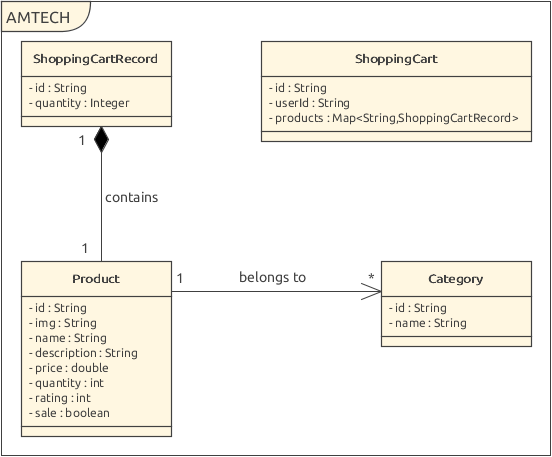 AMTECH
ShoppingCartRecord
- id : String
- quantity : Integer
ShoppingCart
- id : String
- userId : String
- products : Map<String,ShoppingCartRecord>
1
contains
1
Product
- id : String
- img : String
- name : String
- description : String
- price : double
- quantity : int
- rating : int
- sale : boolean
1
belongs to
*
Category
- id : String
- name : String